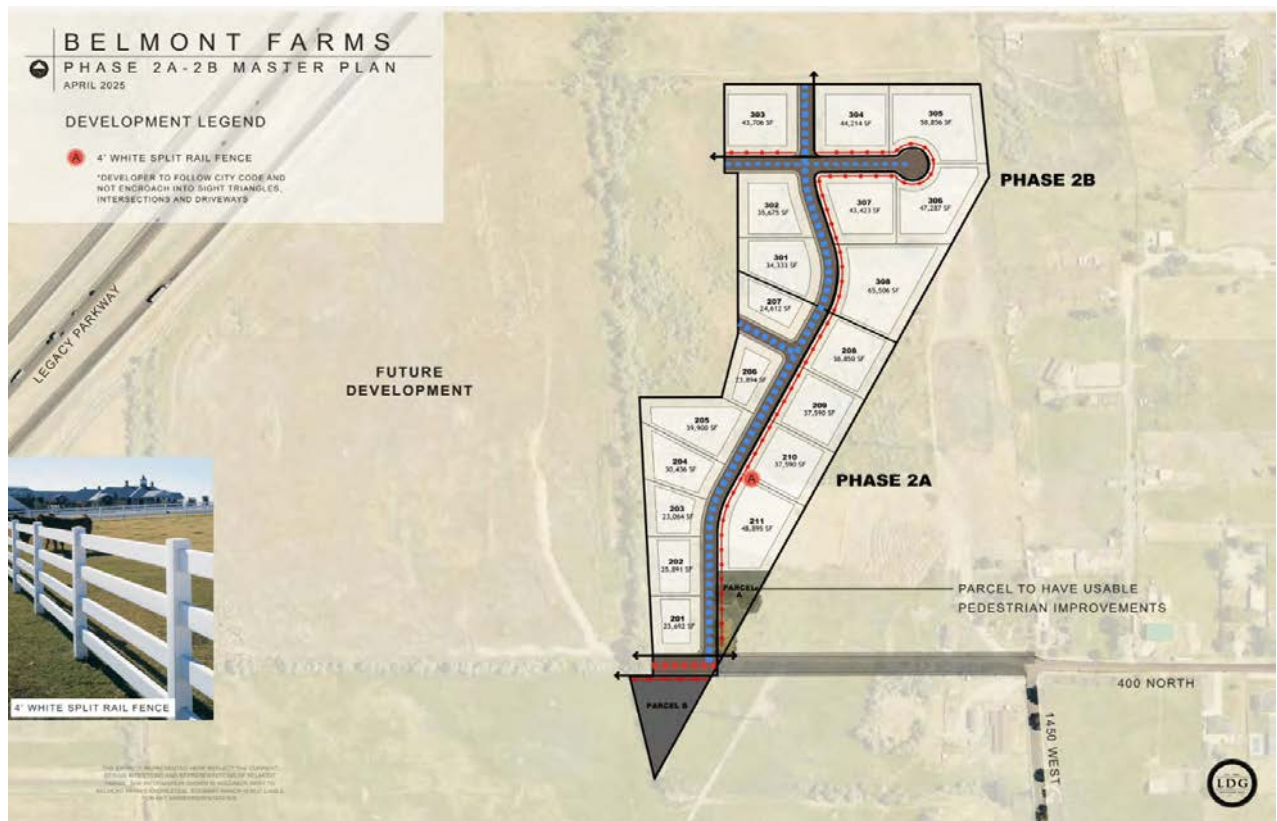 BELMONT FARMS
PHASE 2A-2B MASTER PLAN
APRIL 2025
DEVELOPMENT LEGEND
A
4' WHITE SPLIT RAIL FENCE
*DEVELOPER TO FOLLOW CITY CODE AND
NOT ENCROACH INTO SIGHT TRIANGLES,
INTERSECTIONS AND DRIVEWAYS
LEGACY PARKWAY
FUTURE
DEVELOPMENT
303
43,706 SF
304
44,214 SF
305
58,856 SF
PHASE 2B
302
35,675 SF
307
43,423 SF
306
47,287 SF
301
34,333 SF
308
65,506 SF
207
24,612 SF
208
38,850 SF
206
23,894 SF
209
37,590 SF
205
39,900 SF
204
30,436 SF
210
37,590 SF
A
PHASE 2A
203
23,064 SF
211
48,895 SF
202
25,891 SF
PARCEL
A
PARCEL TO HAVE USABLE
PEDESTRIAN IMPROVEMENTS
201
23,692 SF
400 NORTH
PARCEL B
1450 WEST
4' WHITE SPLIT RAIL FENCE
LDG